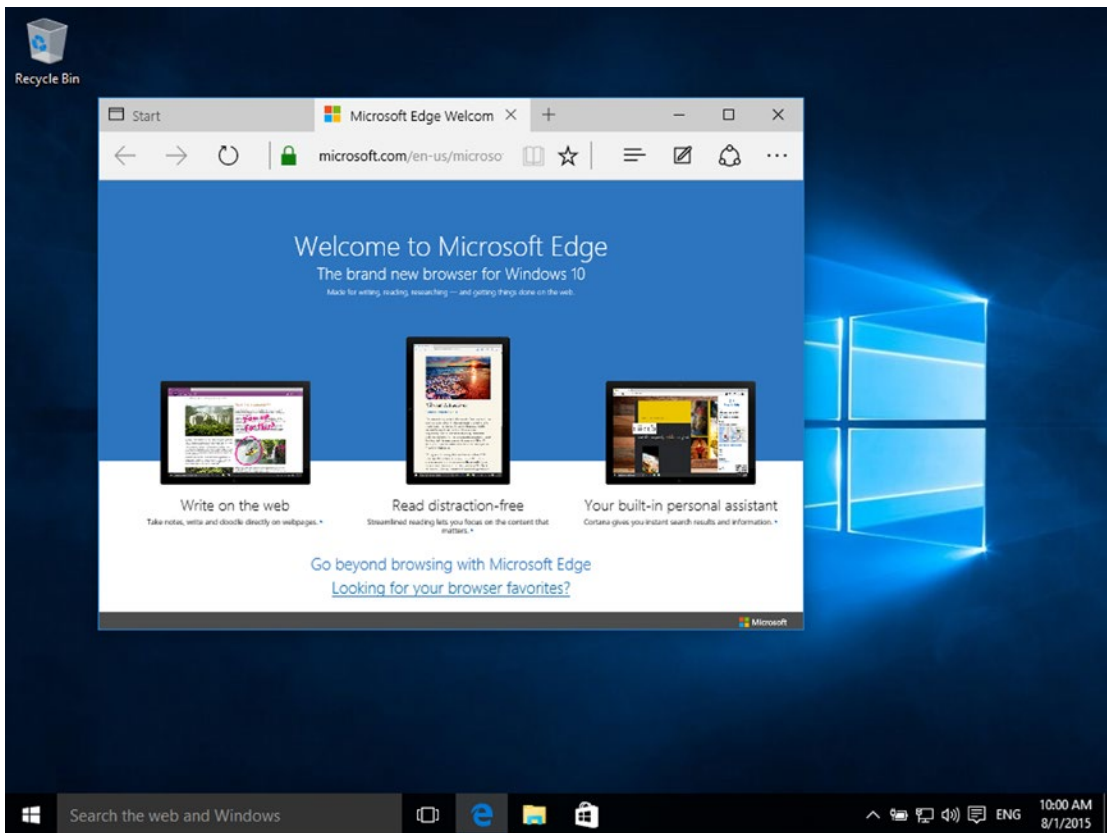 Recycle Bin
Start
Microsoft Edge Welcom
microsoft.com/en-us/microso
Welcome to Microsoft Edge
The brand new browser for Windows 10
Made for writing, reading, researching — and getting things done on the web.
Write on the web
Take notes, write and doodle directly on webpages.
Read distraction-free
Streamlined reading lets you focus on the content that
matters.
Your built-in personal assistant
Cortana gives you instant search results and information.
Go beyond browsing with Microsoft Edge
Looking for your browser favorites?
Microsoft
Search the web and Windows
ENG
10:00 AM
8/1/2015